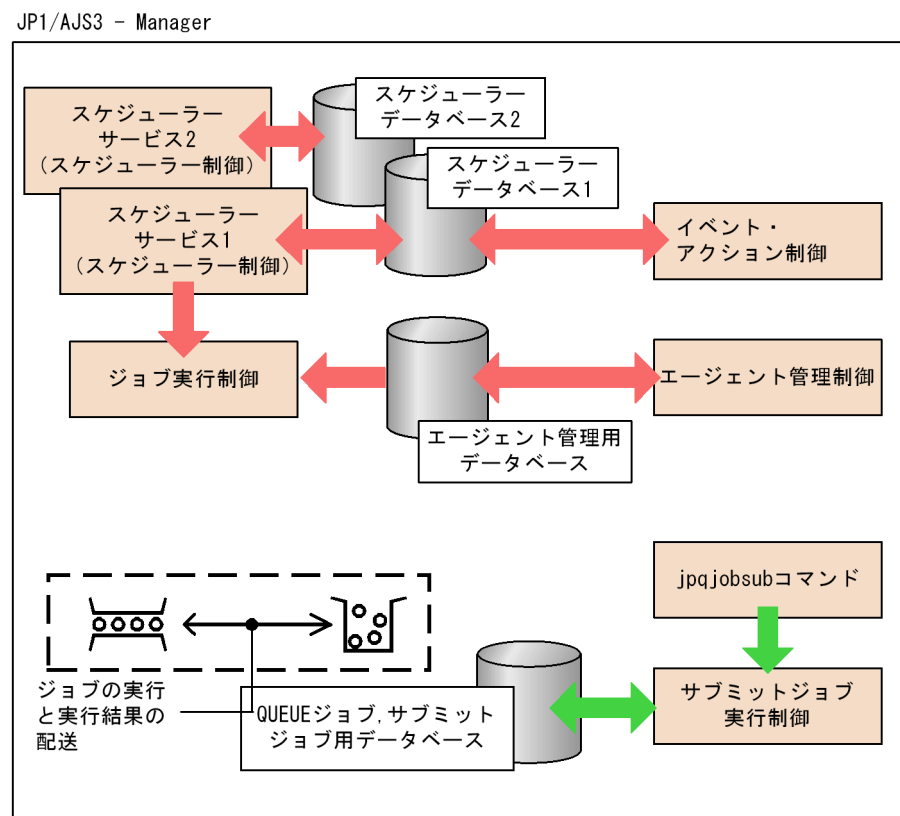 JP1/AJS3 - Manager
スケジューラー
サービス2
(スケジューラー制御)
スケジューラー
データベース2
スケジューラー
データベース1
スケジューラー
サービス1
(スケジューラー制御)
イベント・
アクション制御
ジョブ実行制御
エージェント管理制御
エージェント管理用
データベース
jpqjobsubコマンド
ジョブの実行
と実行結果の
配送
QUEUEジョブ,サブミット
ジョブ用データベース
サブミットジョブ
実行制御